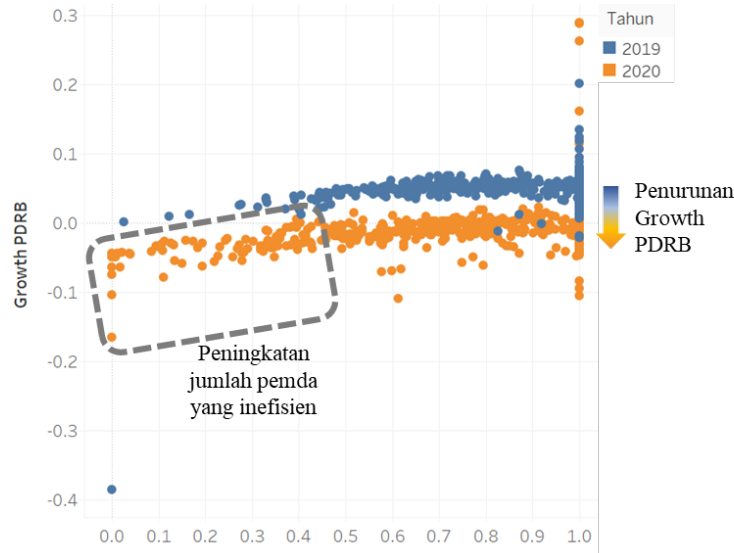 Tahun
2019
2020
0.3
0.2
0.1
0.0
-0.1
-0.2
-0.3
-0.4
Growth PDRB
Penurunan
Growth
PDRB
Peningkatan
jumlah pemda
yang inefisien
0.0 0.1 0.2 0.3 0.4 0.5 0.6 0.7 0.8 0.9 1.0